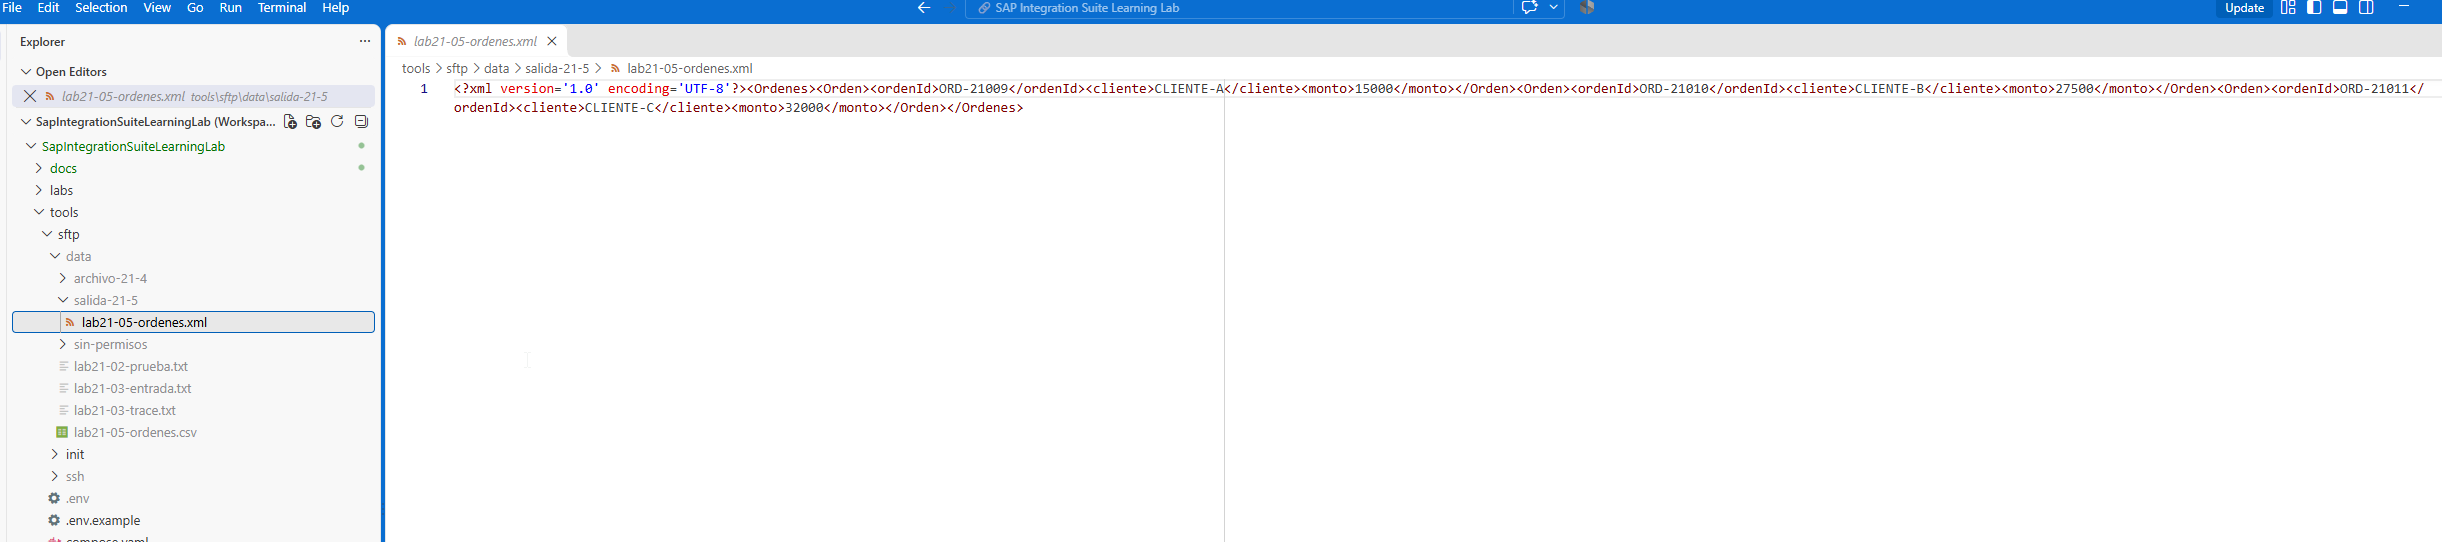 File Edit Selection View Go Run Terminal Help
SAP Integration Suite Learning Lab
Update
Explorer
Open Editors
lab21-05-ordenes.xml tools\sftp\data\salida-21-5
SapIntegrationSuiteLearningLab (Workspa...
SapIntegrationSuiteLearningLab
docs
labs
tools
sftp
data
archivo-21-4
salida-21-5
lab21-05-ordenes.xml
sin-permisos
lab21-02-prueba.txt
lab21-03-entrada.txt
lab21-03-trace.txt
lab21-05-ordenes.csv
init
ssh
.env
.env.example
compose.yaml
lab21-05-ordenes.xml
tools > sftp > data > salida-21-5 > lab21-05-ordenes.xml
1 <?xml version='1.0' encoding='UTF-8'?><Ordenes><Orden><ordenId>ORD-21009</ordenId><cliente>CLIENTE-A</cliente><monto>15000</monto></Orden><Orden><ordenId>ORD-21010</ordenId><cliente>CLIENTE-B</cliente><monto>27500</monto></Orden><Orden><ordenId>ORD-21011</
ordenId><cliente>CLIENTE-C</cliente><monto>32000</monto></Orden></Ordenes>